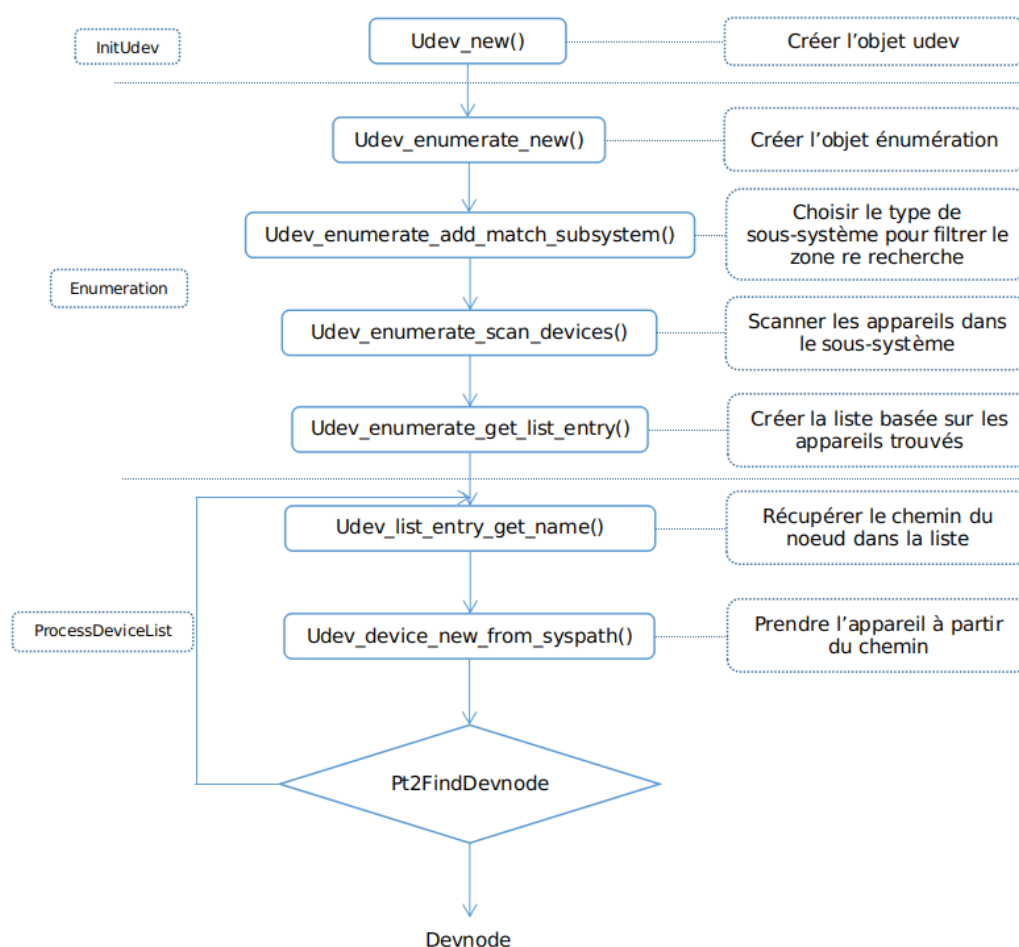 InitUdev
Udev_new()
Créer l'objet udev
Udev_enumerate_new()
Créer l'objet énumération
Udev_enumerate_add_match_subsystem()
Choisir le type de
sous-système pour filtrer le
zone re recherche
Enumeration
Udev_enumerate_scan_devices()
Scanner les appareils dans
le sous-système
Udev_enumerate_get_list_entry()
Créer la liste basée sur les
appareils trouvés
Udev_list_entry_get_name()
Récupérer le chemin du
noeud dans la liste
ProcessDeviceList
Udev_device_new_from_syspath()
Prendre l'appareil à partir
du chemin
Pt2FindDevnode
Devnode